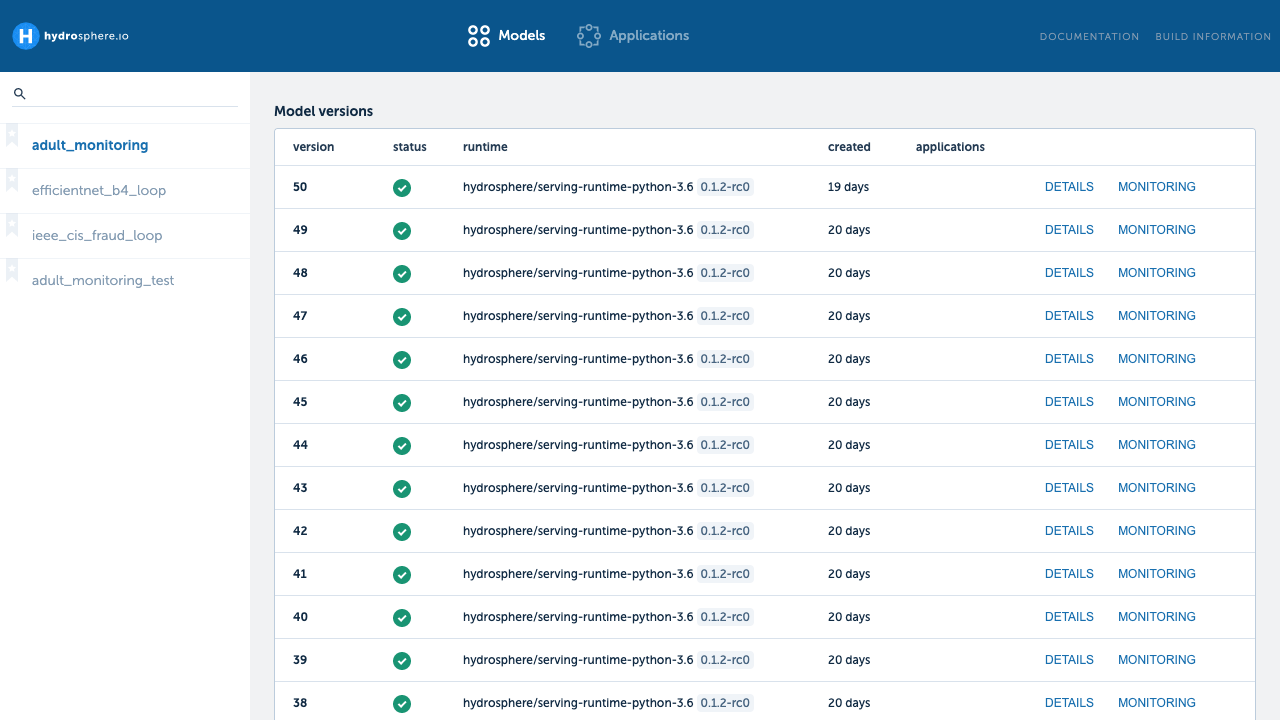 hydrosphere.io
Models
Applications
DOCUMENTATION BUILD INFORMATION
adult_monitoring
efficientnet_b4_loop
ieee_cis_fraud_loop
adult_monitoring_test
Model versions
version status runtime created applications
50 hydrosphere/serving-runtime-python-3.6 0.1.2-rc0 19 days DETAILS MONITORING
49 hydrosphere/serving-runtime-python-3.6 0.1.2-rc0 20 days DETAILS MONITORING
48 hydrosphere/serving-runtime-python-3.6 0.1.2-rc0 20 days DETAILS MONITORING
47 hydrosphere/serving-runtime-python-3.6 0.1.2-rc0 20 days DETAILS MONITORING
46 hydrosphere/serving-runtime-python-3.6 0.1.2-rc0 20 days DETAILS MONITORING
45 hydrosphere/serving-runtime-python-3.6 0.1.2-rc0 20 days DETAILS MONITORING
44 hydrosphere/serving-runtime-python-3.6 0.1.2-rc0 20 days DETAILS MONITORING
43 hydrosphere/serving-runtime-python-3.6 0.1.2-rc0 20 days DETAILS MONITORING
42 hydrosphere/serving-runtime-python-3.6 0.1.2-rc0 20 days DETAILS MONITORING
41 hydrosphere/serving-runtime-python-3.6 0.1.2-rc0 20 days DETAILS MONITORING
40 hydrosphere/serving-runtime-python-3.6 0.1.2-rc0 20 days DETAILS MONITORING
39 hydrosphere/serving-runtime-python-3.6 0.1.2-rc0 20 days DETAILS MONITORING
38 hydrosphere/serving-runtime-python-3.6 0.1.2-rc0 20 days DETAILS MONITORING